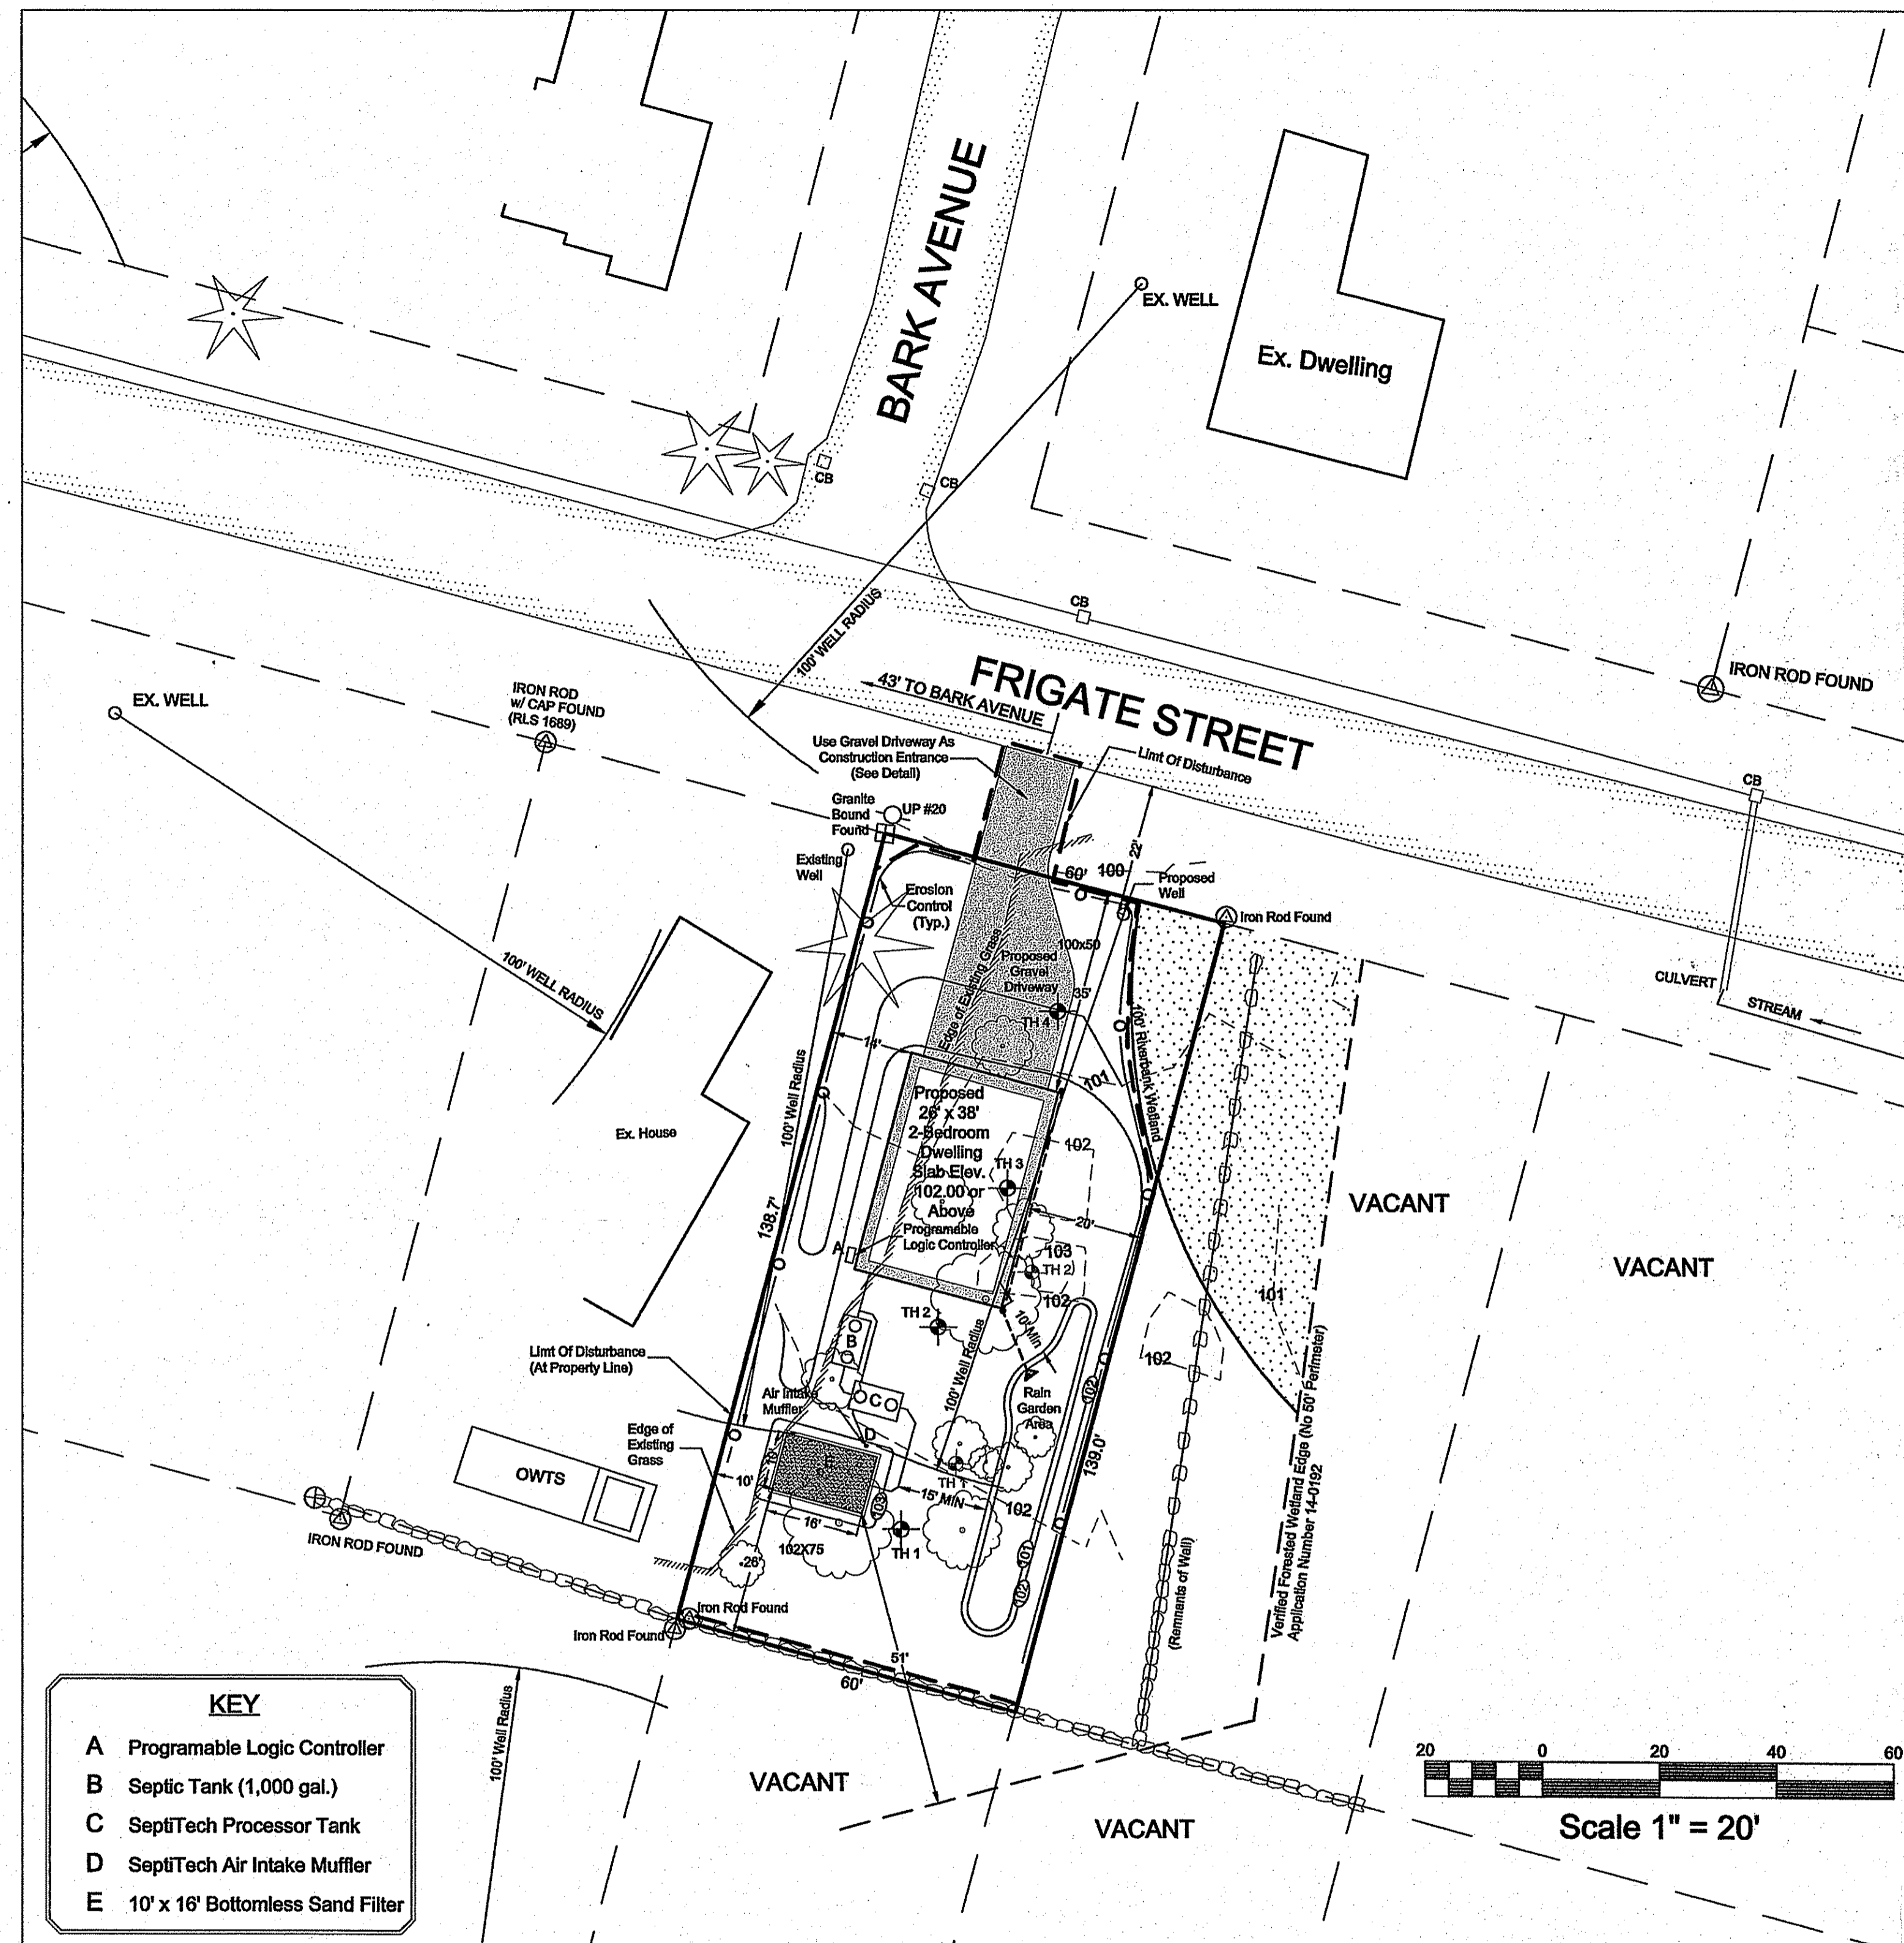 BARK AVENUE
EX. WELL
Ex. Dwelling
CB
CB
100' WELL RADIUS
CB
FRIGATE STREET
43' TO BARK AVENUE
IRON ROD FOUND
EX. WELL
IRON ROD
w/ CAP FOUND
(RLS 1689)
Use Gravel Driveway As
Construction Entrance
(See Detail)
Limt Of Disturbance
CB
Granite
Bound
Found
UP #20
22'
60'
100
Proposed
Well
Existing
Well
Erosion
Control
(Typ.)
Iron Rod Found
100x50
Proposed
Gravel
Driveway
35'
TH 4
Edge of Existing Grass
100' Riverbank Wetland
CULVERT
STREAM
100' WELL RADIUS
14'
101
100' Well Radius
Ex. House
Proposed
26' x 38'
2-Bedroom
Dwelling
Slab Elev.
102.00 or
Above
TH 3
102
Programable
Logic Controller
A
20'
103
TH 2
102
138.7'
VACANT
VACANT
101
TH 2
10' Min
102
B
Limt Of Disturbance
(At Property Line)
100' Well Radius
Air Intake
Muffler
C
Rain
Garden
Area
102
Verified Forested Wetland Edge (No 50' Perimeter)
Application Number 14-0192
Edge of
Existing
Grass
D
E
10'
10'
139.0'
OWTS
TH 1
15' MIN
102
103
16'
102X75
TH 1
26'
101
102
IRON ROD FOUND
(Remnants of Wall)
Iron Rod Found
Iron Rod Found
51'
60'
100' Well Radius
VACANT
VACANT
KEY
A Programable Logic Controller
B Septic Tank (1,000 gal.)
C SeptiTech Processor Tank
D SeptiTech Air Intake Muffler
E 10' x 16' Bottomless Sand Filter
20 0 20 40 60
Scale 1" = 20'